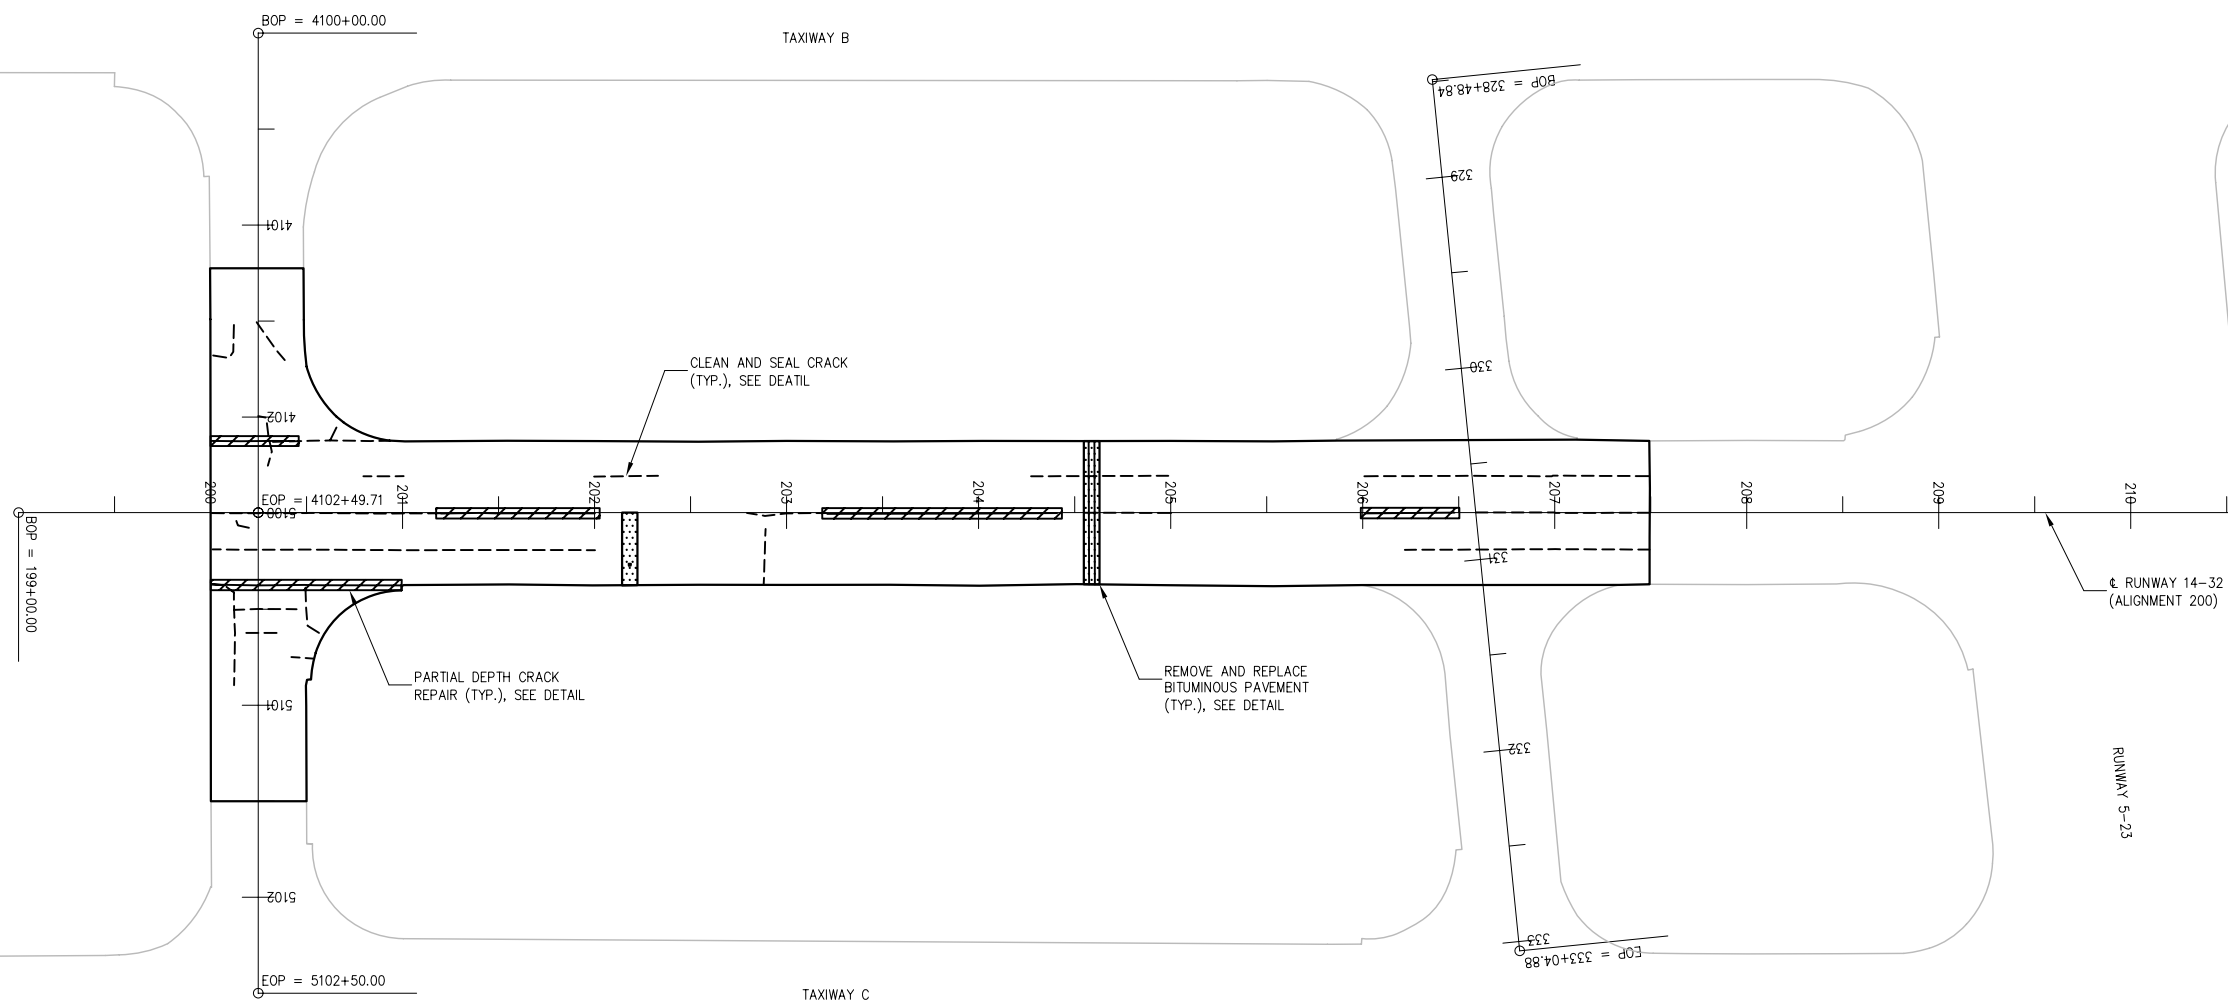 BOP = 4100+00.00
TAXIWAY B
BOP = 328+48.84
329
4101
330
CLEAN AND SEAL CRACK
(TYP.), SEE DEATIL
4102
EOP = 4102+49.71
5100
200
201
202
203
204
205
206
207
208
209
210
BOP = 199+00.00
331
℄ RUNWAY 14-32
(ALIGNMENT 200)
PARTIAL DEPTH CRACK
REPAIR (TYP.), SEE DETAIL
REMOVE AND REPLACE
BITUMINOUS PAVEMENT
(TYP.), SEE DETAIL
5101
332
RUNWAY 5-23
5102
333
EOP = 333+04.88
EOP = 5102+50.00
TAXIWAY C